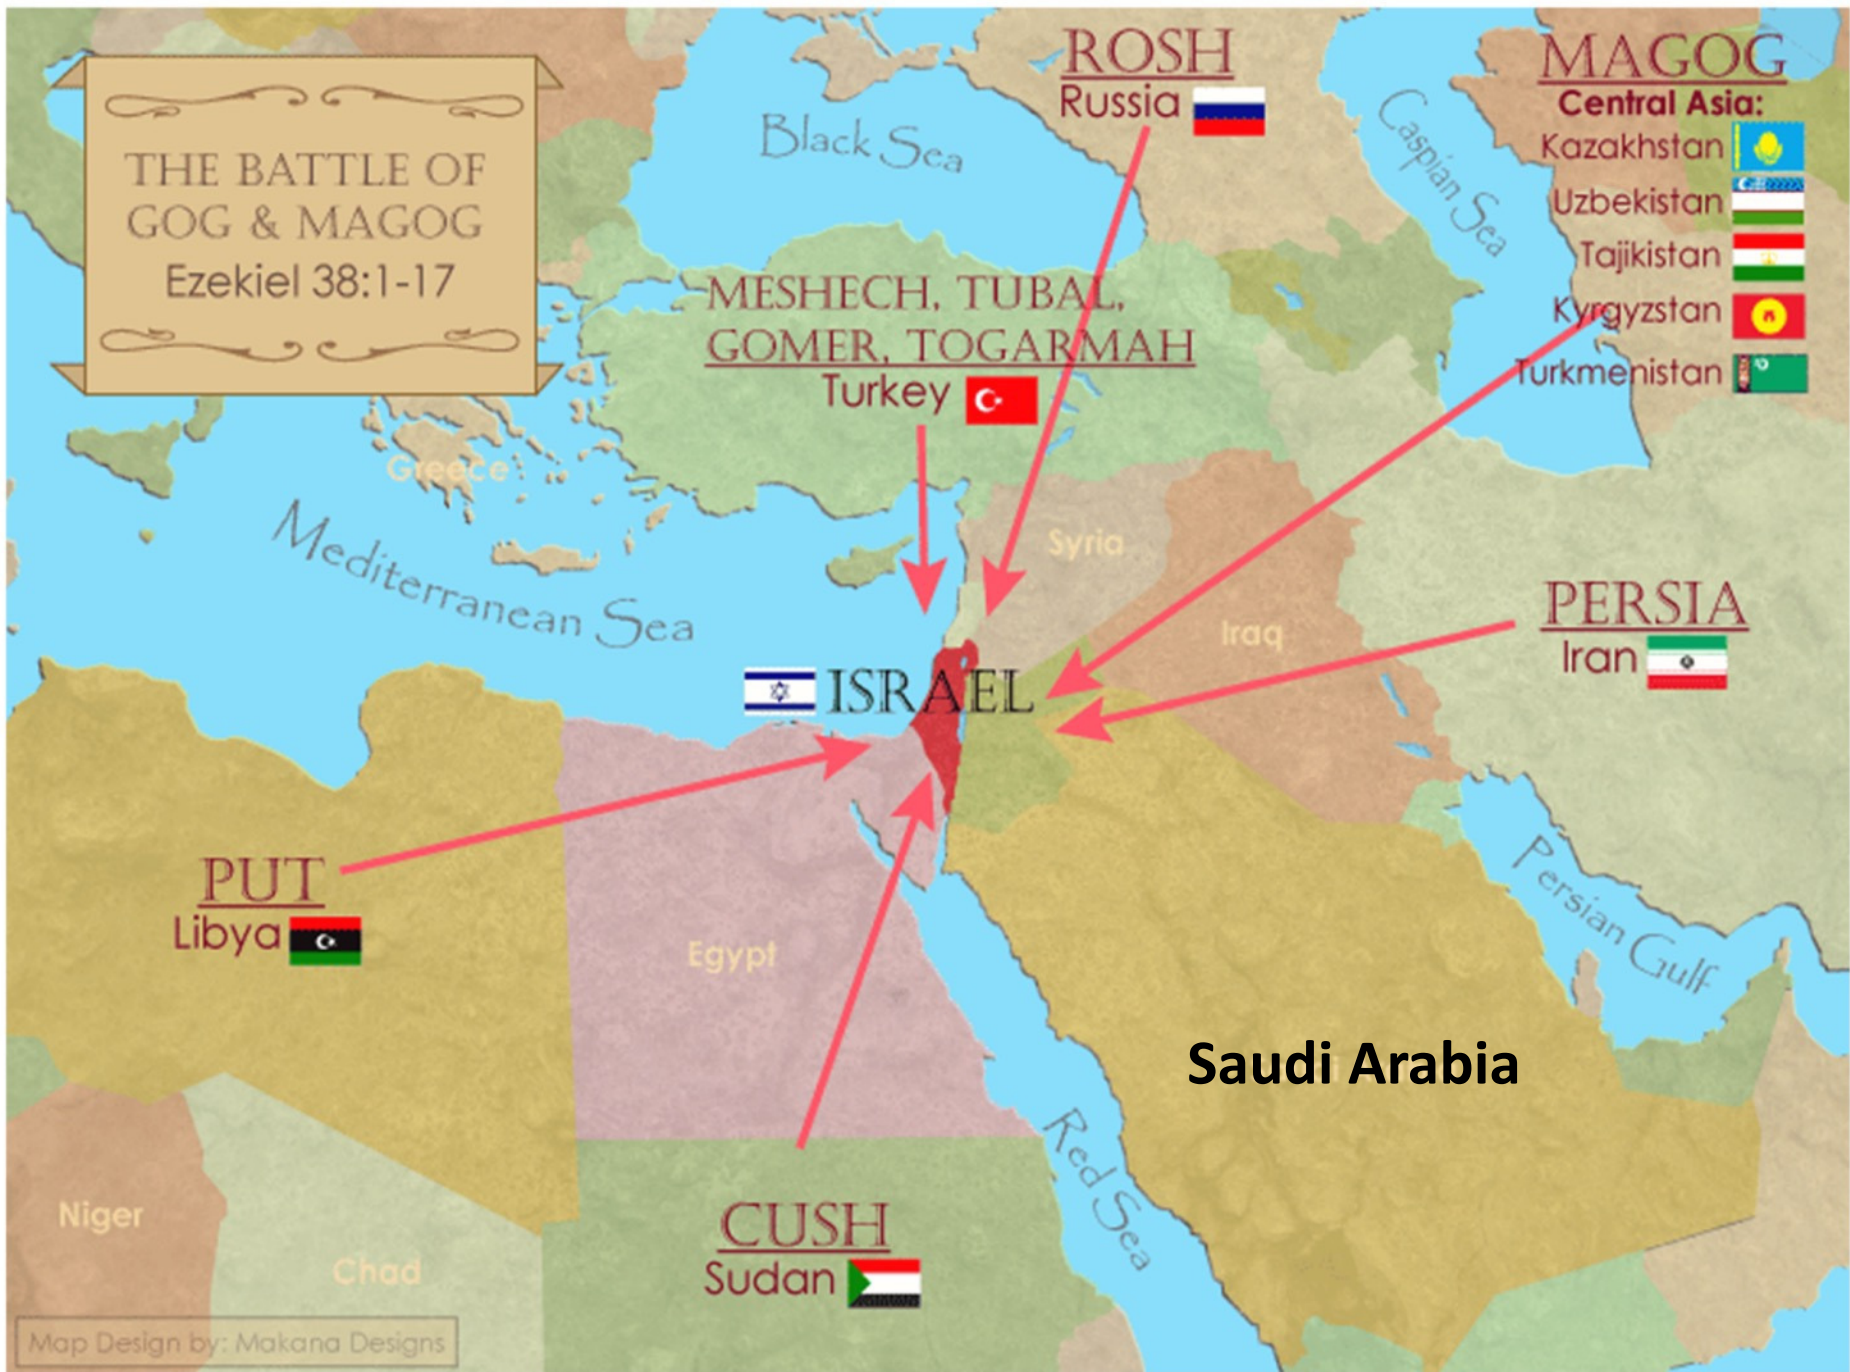 THE BATTLE OF
GOG & MAGOG
Ezekiel 38:1-17
ROSH
Russia
MAGOG
Central Asia:
Kazakhstan
Uzbekistan
Tajikistan
Kyrgyzstan
Turkmenistan
Black Sea
Caspian Sea
MESHECH, TUBAL,
GOMER, TOGARMAH
Turkey
Greece
Mediterranean Sea
Syria
Iraq
PERSIA
Iran
ISRAEL
PUT
Libya
Egypt
Persian Gulf
Saudi Arabia
Red Sea
Niger
Chad
CUSH
Sudan
Map Design by: Makana Designs